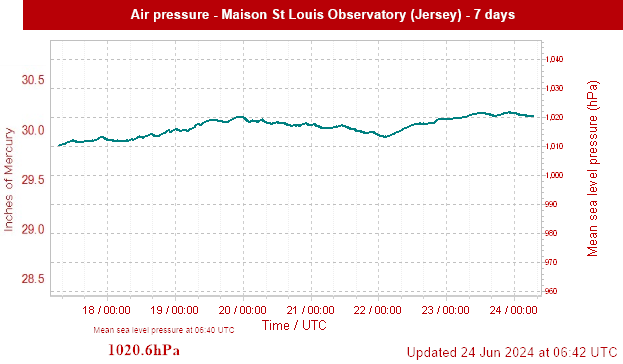 Air pressure - Maison St Louis Observatory (Jersey) - 7 days
30.5
30.0
29.5
29.0
28.5
Inches of Mercury
1,040
1,030
1,020
1,010
1,000
990
980
970
960
Mean sea level pressure (hPa)
18 / 00:00 19 / 00:00 20 / 00:00 21 / 00:00 22 / 00:00 23 / 00:00 24 / 00:00
Time / UTC
Mean sea level pressure at 06:40 UTC
1020.6hPa
Updated 24 Jun 2024 at 06:42 UTC